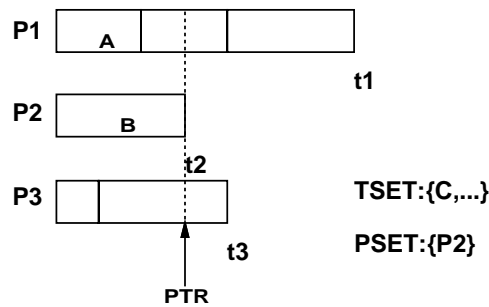 P1
A
t1
P2
B
t2
P3
TSET:{C,...}
t3
PSET:{P2}
PTR